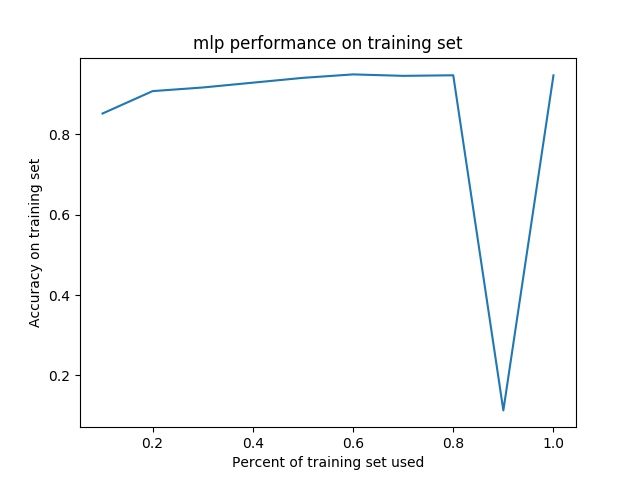 mlp performance on training set
Accuracy on training set
0.8
0.6
0.4
0.2
0.2 0.4 0.6 0.8 1.0
Percent of training set used